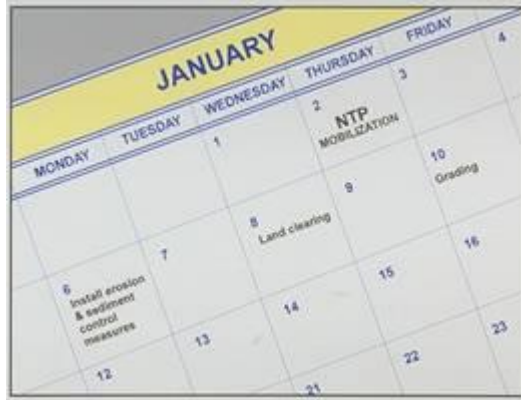 JANUARY
MONDAY TUESDAY WEDNESDAY THURSDAY FRIDAY
1 2 3 4
NTP
MOBILIZATION
6 7 8 9 10
Install erosion
& sediment
control
measures
Land clearing
Grading
12 13 14 15 16
21 22 23